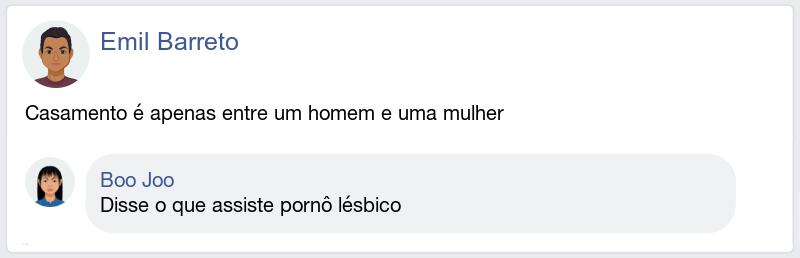 Emil Barreto
Casamento é apenas entre um homem e uma mulher
Boo Joo
Disse o que assiste pornô lésbico